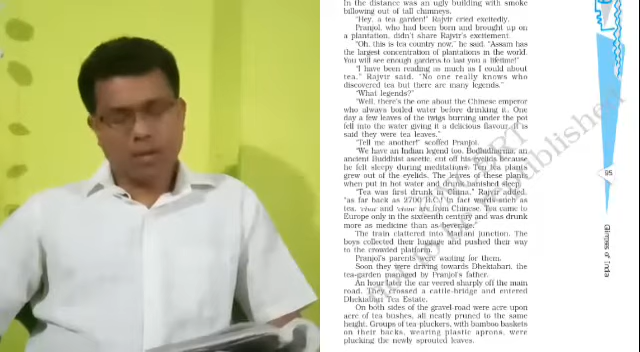 In the distance was an ugly building with smoke
billowing out of tall chimneys.
"Hey, a tea garden!" Rajvir cried excitedly.
Pranjol, who had been born and brought up on
a plantation, didn't share Rajvir's excitement.
"Oh, this is tea country now," he said. "Assam has
the largest concentration of plantations in the world.
You will see enough gardens to last you a lifetime!"
"I have been reading as much as I could about
tea," Rajvir said. "No one really knows who
discovered tea but there are many legends."
"What legends?"
"Well, there's the one about the Chinese emperor
who always boiled water before drinking it. One
day a few leaves of the twigs burning under the pot
fell into the water giving it a delicious flavour. It is
said they were tea leaves."
"Tell me another!" scoffed Pranjol.
"We have an Indian legend too. Bodhidharma, an
ancient Buddhist ascetic, cut off his eyelids because
he felt sleepy during meditations. Ten tea plants
grew out of the eyelids. The leaves of these plants
when put in hot water and drunk banished sleep.
"Tea was first drunk in China," Rajvir added,
"as far back as 2700 B.C.! In fact words such as
tea, 'chai' and 'chini' are from Chinese. Tea came to
Europe only in the sixteenth century and was drunk
more as medicine than as beverage."
The train clattered into Mariani junction. The
boys collected their luggage and pushed their way
to the crowded platform.
Pranjol's parents were waiting for them.
Soon they were driving towards Dhekiabari, the
tea-garden managed by Pranjol's father.
An hour later the car veered sharply off the main
road. They crossed a cattle-bridge and entered
Dhekiabari Tea Estate.
On both sides of the gravel-road were acre upon
acre of tea bushes, all neatly pruned to the same
height. Groups of tea-pluckers, with bamboo baskets
on their backs, wearing plastic aprons, were
plucking the newly sprouted leaves.
95
Glimpses of India